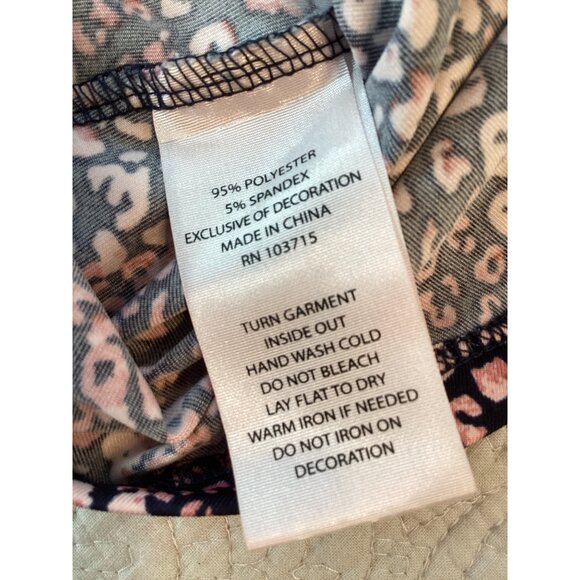 95% POLYESTER
5% SPANDEX
EXCLUSIVE OF DECORATION
MADE IN CHINA
RN 103715
TURN GARMENT
INSIDE OUT
HAND WASH COLD
DO NOT BLEACH
LAY FLAT TO DRY
WARM IRON IF NEEDED
DO NOT IRON ON
DECORATION